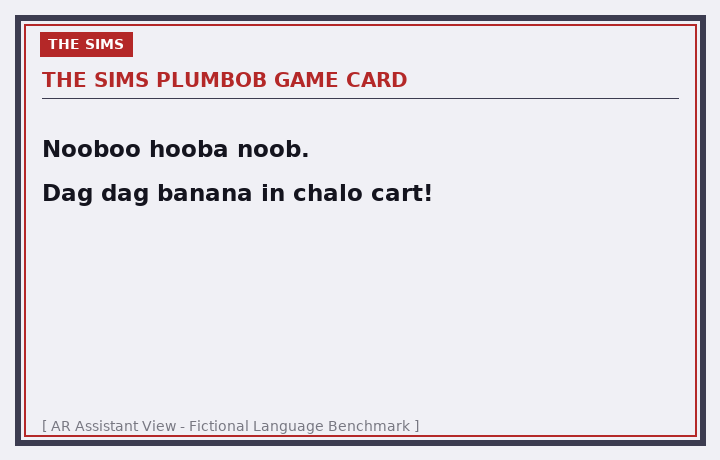 THE SIMS
THE SIMS PLUMBOB GAME CARD
Nooboo hooba noob.
Dag dag banana in chalo cart!
[ AR Assistant View - Fictional Language Benchmark ]